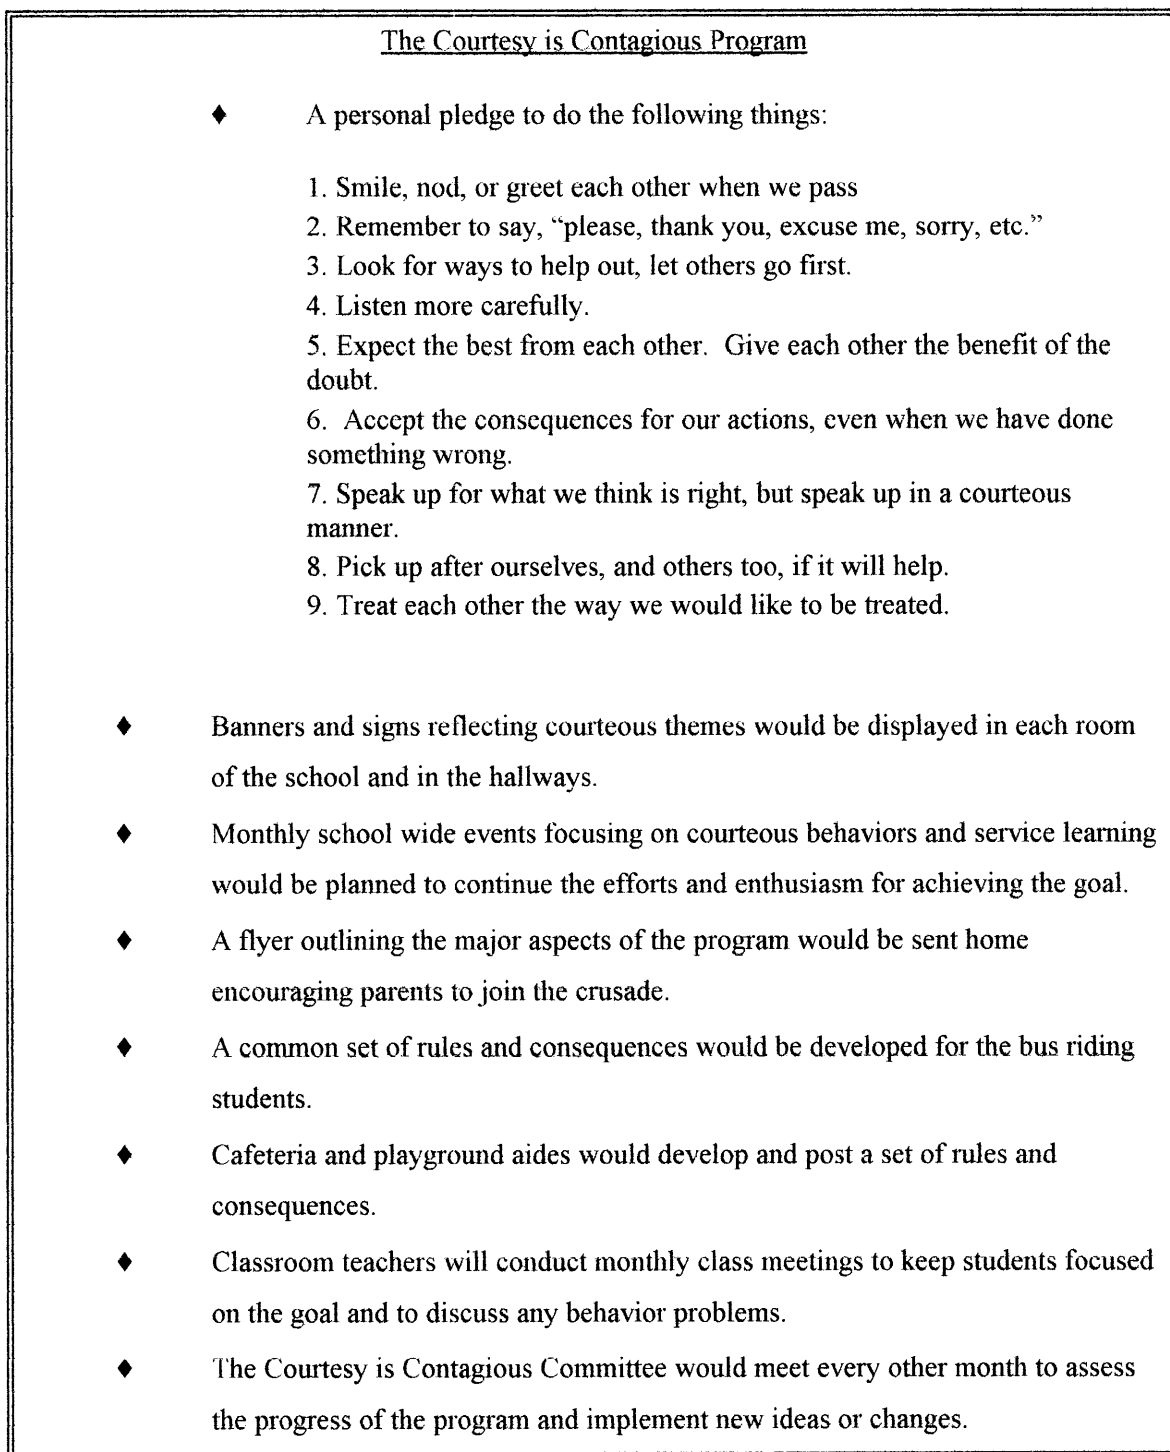 The Courtesy is Contagious Program
♦ A personal pledge to do the following things:
1. Smile, nod, or greet each other when we pass
2. Remember to say, “please, thank you, excuse me, sorry, etc.”
3. Look for ways to help out, let others go first.
4. Listen more carefully.
5. Expect the best from each other. Give each other the benefit of the
doubt.
6. Accept the consequences for our actions, even when we have done
something wrong.
7. Speak up for what we think is right, but speak up in a courteous
manner.
8. Pick up after ourselves, and others too, if it will help.
9. Treat each other the way we would like to be treated.
♦ Banners and signs reflecting courteous themes would be displayed in each room
of the school and in the hallways.
♦ Monthly school wide events focusing on courteous behaviors and service learning
would be planned to continue the efforts and enthusiasm for achieving the goal.
♦ A flyer outlining the major aspects of the program would be sent home
encouraging parents to join the crusade.
♦ A common set of rules and consequences would be developed for the bus riding
students.
♦ Cafeteria and playground aides would develop and post a set of rules and
consequences.
♦ Classroom teachers will conduct monthly class meetings to keep students focused
on the goal and to discuss any behavior problems.
♦ The Courtesy is Contagious Committee would meet every other month to assess
the progress of the program and implement new ideas or changes.